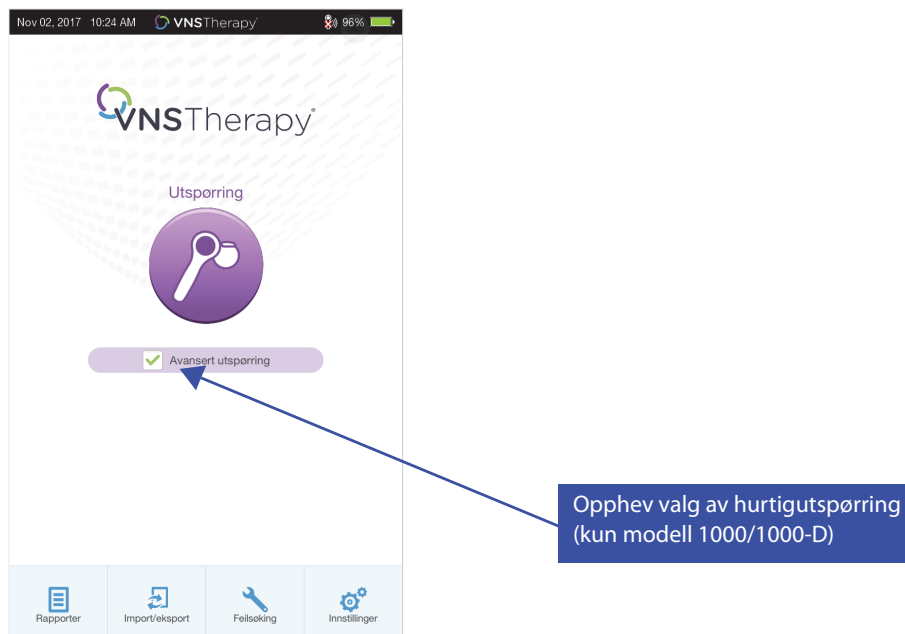 Nov 02, 2017 10:24 AM VNSTherapy 96%
VNSTherapy
Utspørring
Avansert utspørring
Opphev valg av hurtigutspørring
(kun modell 1000/1000-D)
Rapporter Import/eksport Feilsøking Innstillinger